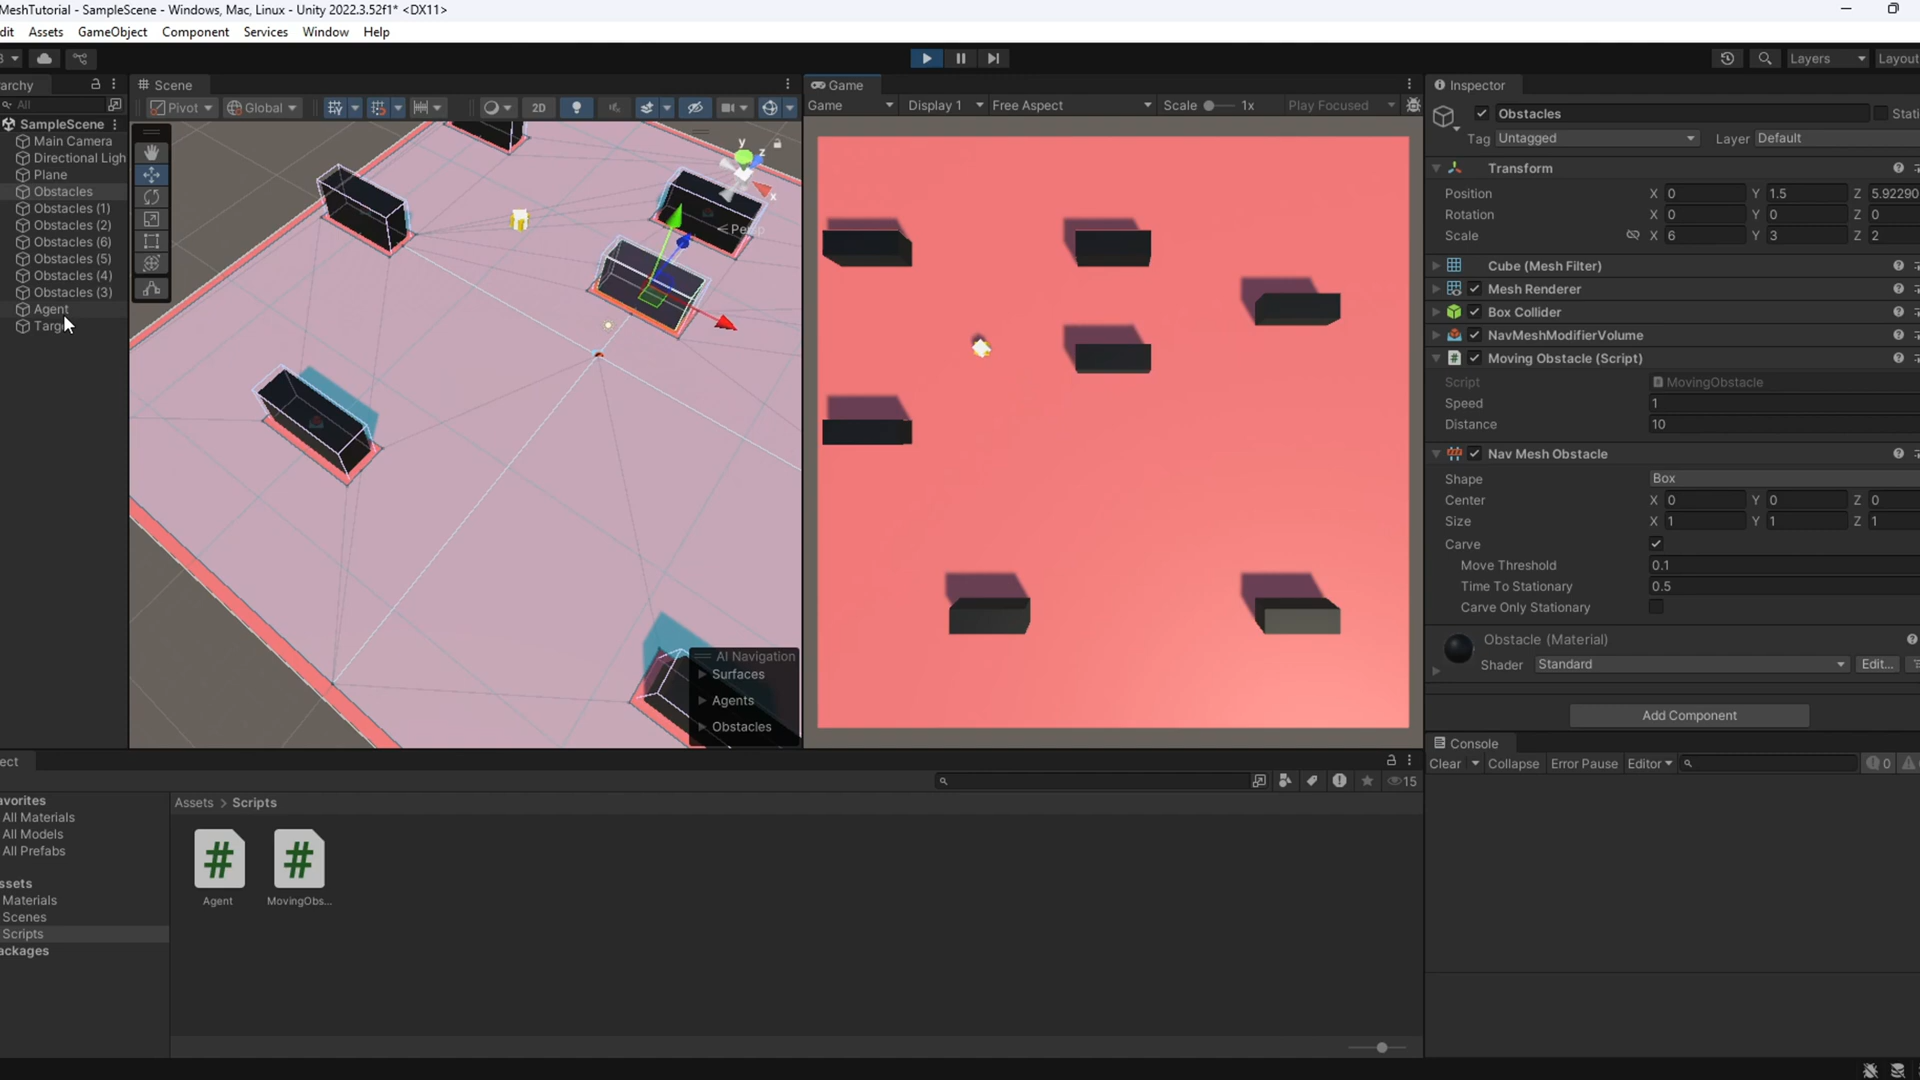 MeshTutorial - SampleScene - Windows, Mac, Linux - Unity 2022.3.52f1* <DX11>
dit Assets GameObject Component Services Window Help
Layers Layout
rarchy
All
SampleScene
Main Camera
Directional Ligh
Plane
Obstacles
Obstacles (1)
Obstacles (2)
Obstacles (6)
Obstacles (5)
Obstacles (4)
Obstacles (3)
Agent
Targ
Scene
Pivot Global 2D
y
z
x
Persp
AI Navigation
Surfaces
Agents
Obstacles
Game
Game Display 1 Free Aspect Scale 1x Play Focused
Inspector
Obstacles Stati
Tag Untagged Layer Default
Transform
Position X 0 Y 1.5 Z 5.92290
Rotation X 0 Y 0 Z 0
Scale X 6 Y 3 Z 2
Cube (Mesh Filter)
Mesh Renderer
Box Collider
NavMeshModifierVolume
Moving Obstacle (Script)
Script MovingObstacle
Speed 1
Distance 10
Nav Mesh Obstacle
Shape Box
Center X 0 Y 0 Z 0
Size X 1 Y 1 Z 1
Carve
Move Threshold 0.1
Time To Stationary 0.5
Carve Only Stationary
Obstacle (Material)
Shader Standard Edit...
Add Component
Console
Clear Collapse Error Pause Editor 0
ect
15
avorites
All Materials
All Models
All Prefabs
ssets
Materials
Scenes
Scripts
ackages
Assets > Scripts
Agent
MovingObs...